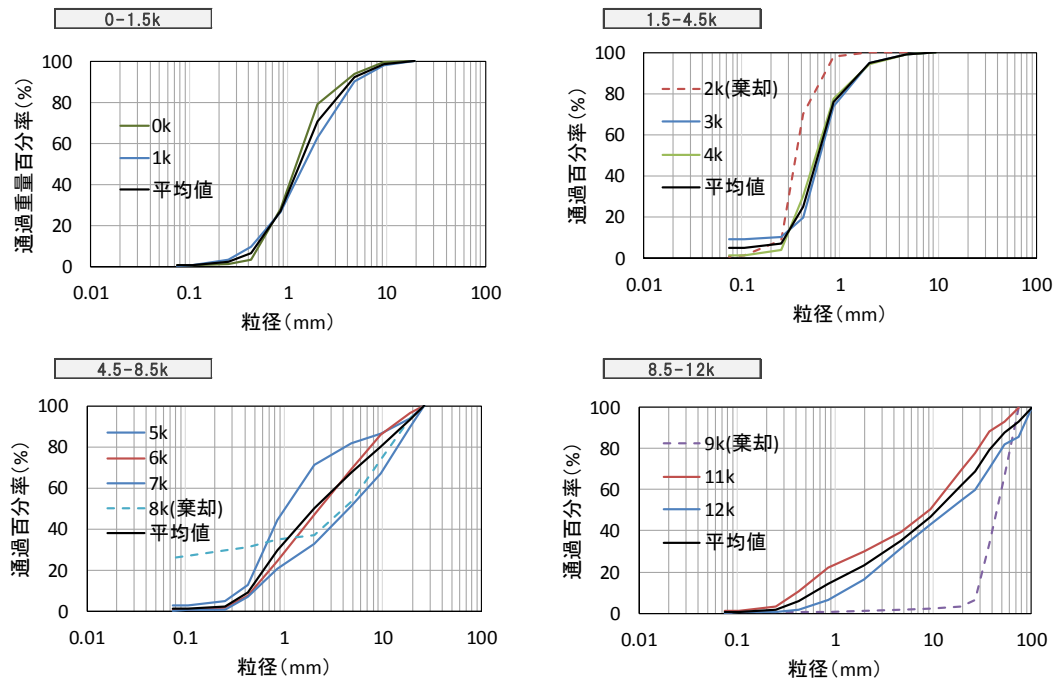 0-1.5k
通過重量百分率(%)
100
80
60
40
20
0
0k
1k
平均値
0.01
0.1
1
10
100
粒径(mm)
1.5-4.5k
通過百分率(%)
100
80
60
40
20
0
2k(棄却)
3k
4k
平均値
0.01
0.1
1
10
100
粒径(mm)
4.5-8.5k
通過百分率(%)
100
80
60
40
20
0
5k
6k
7k
8k(棄却)
平均値
0.01
0.1
1
10
100
粒径(mm)
8.5-12k
通過百分率(%)
100
80
60
40
20
0
9k(棄却)
11k
12k
平均値
0.01
0.1
1
10
100
粒径(mm)